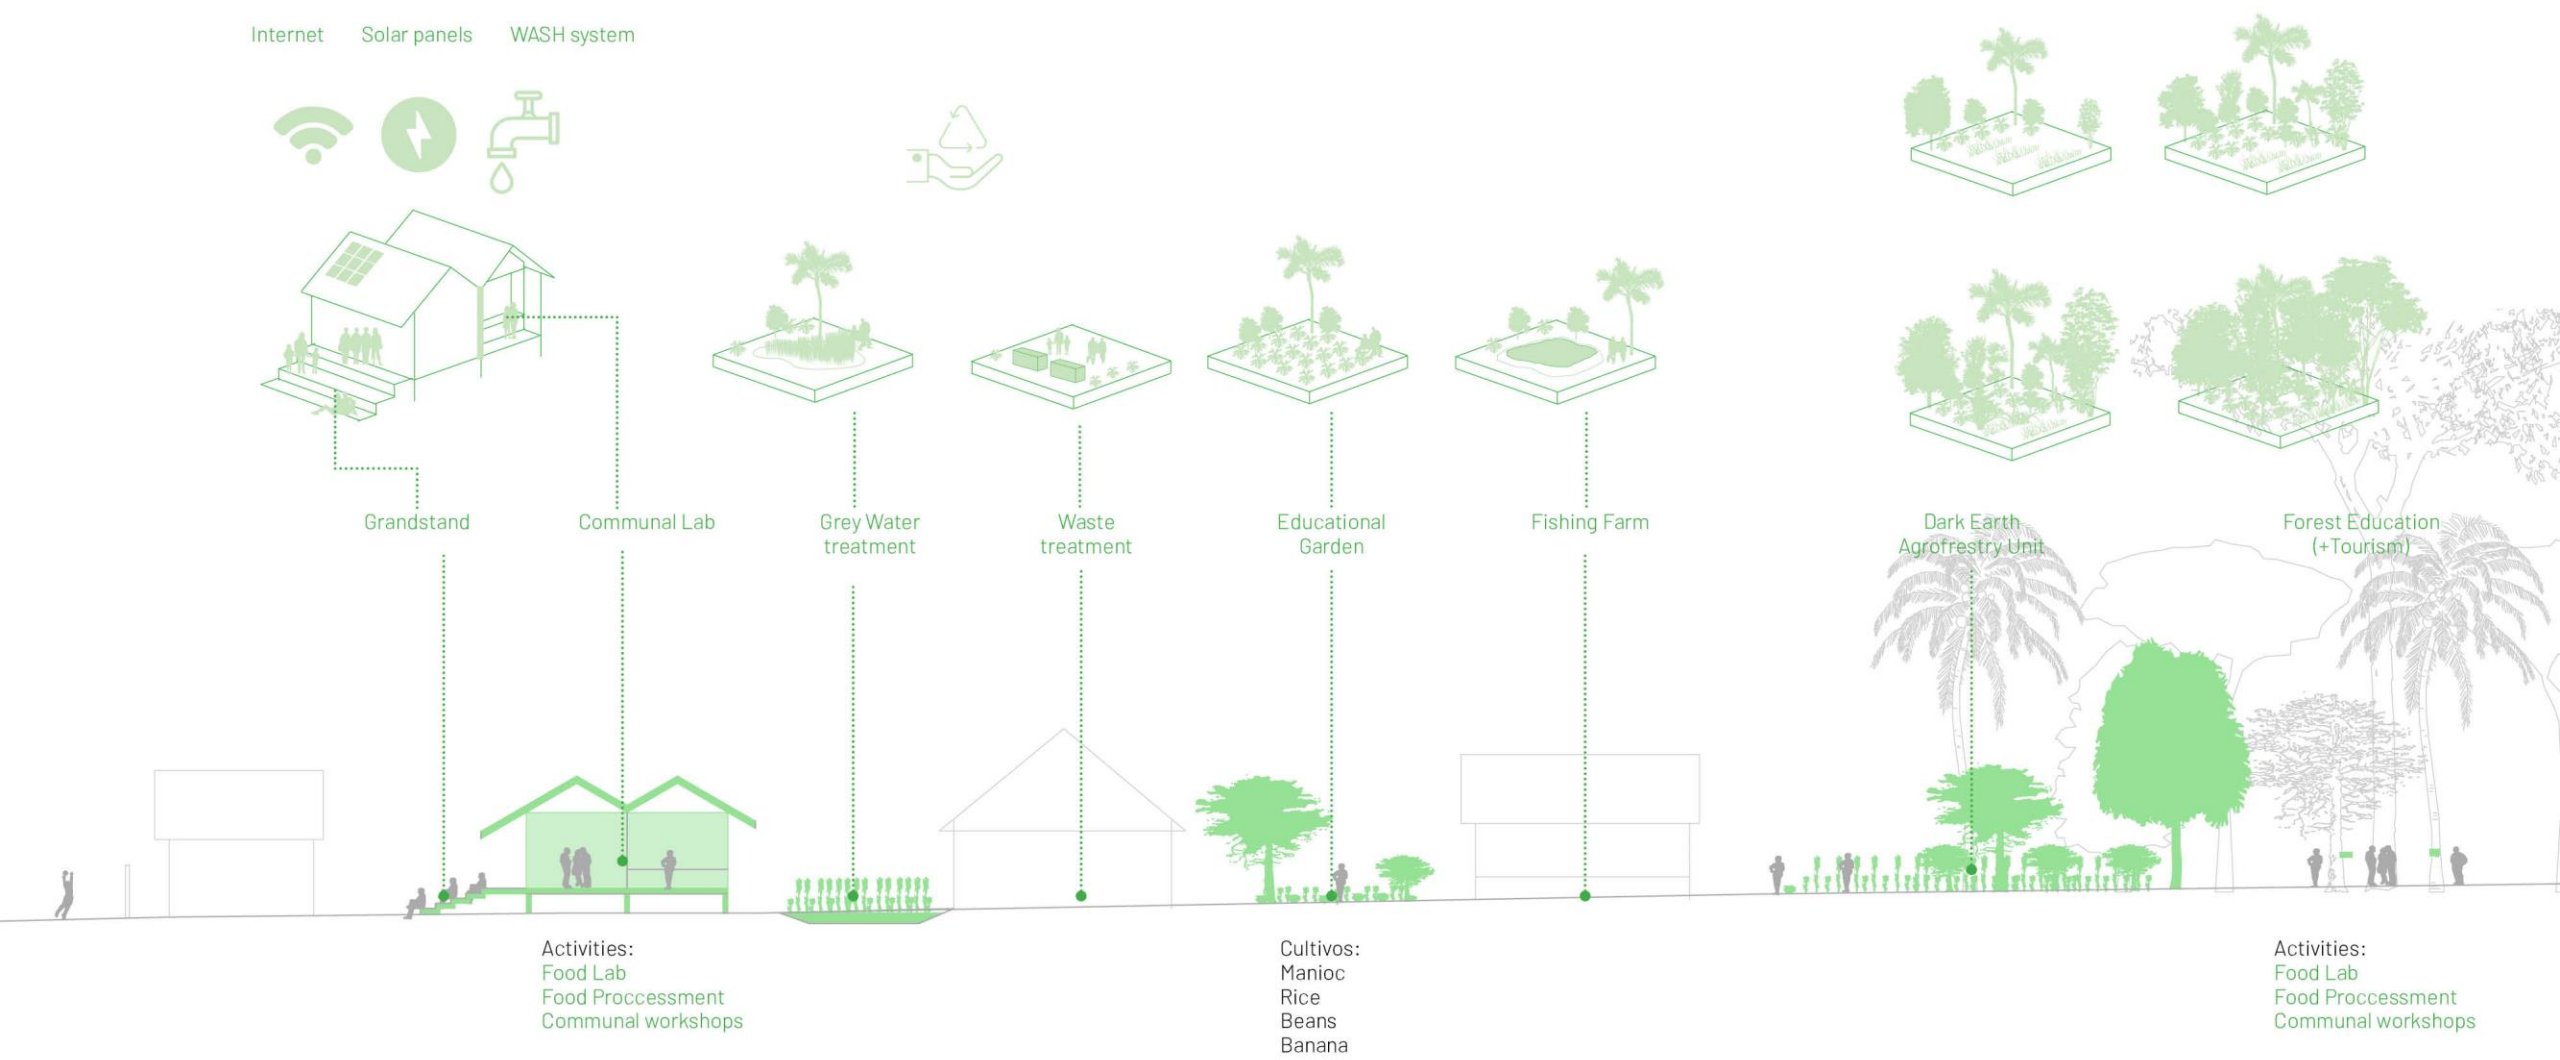 Internet
Solar panels
WASH system
Grandstand
Communal Lab
Grey Water
treatment
Waste
treatment
Educational
Garden
Fishing Farm
Dark Earth
Agrofrestry Unit
Forest Education
(+Tourism)
Activities:
Food Lab
Food Proccessment
Communal workshops
Cultivos:
Manioc
Rice
Beans
Banana
Activities:
Food Lab
Food Proccessment
Communal workshops